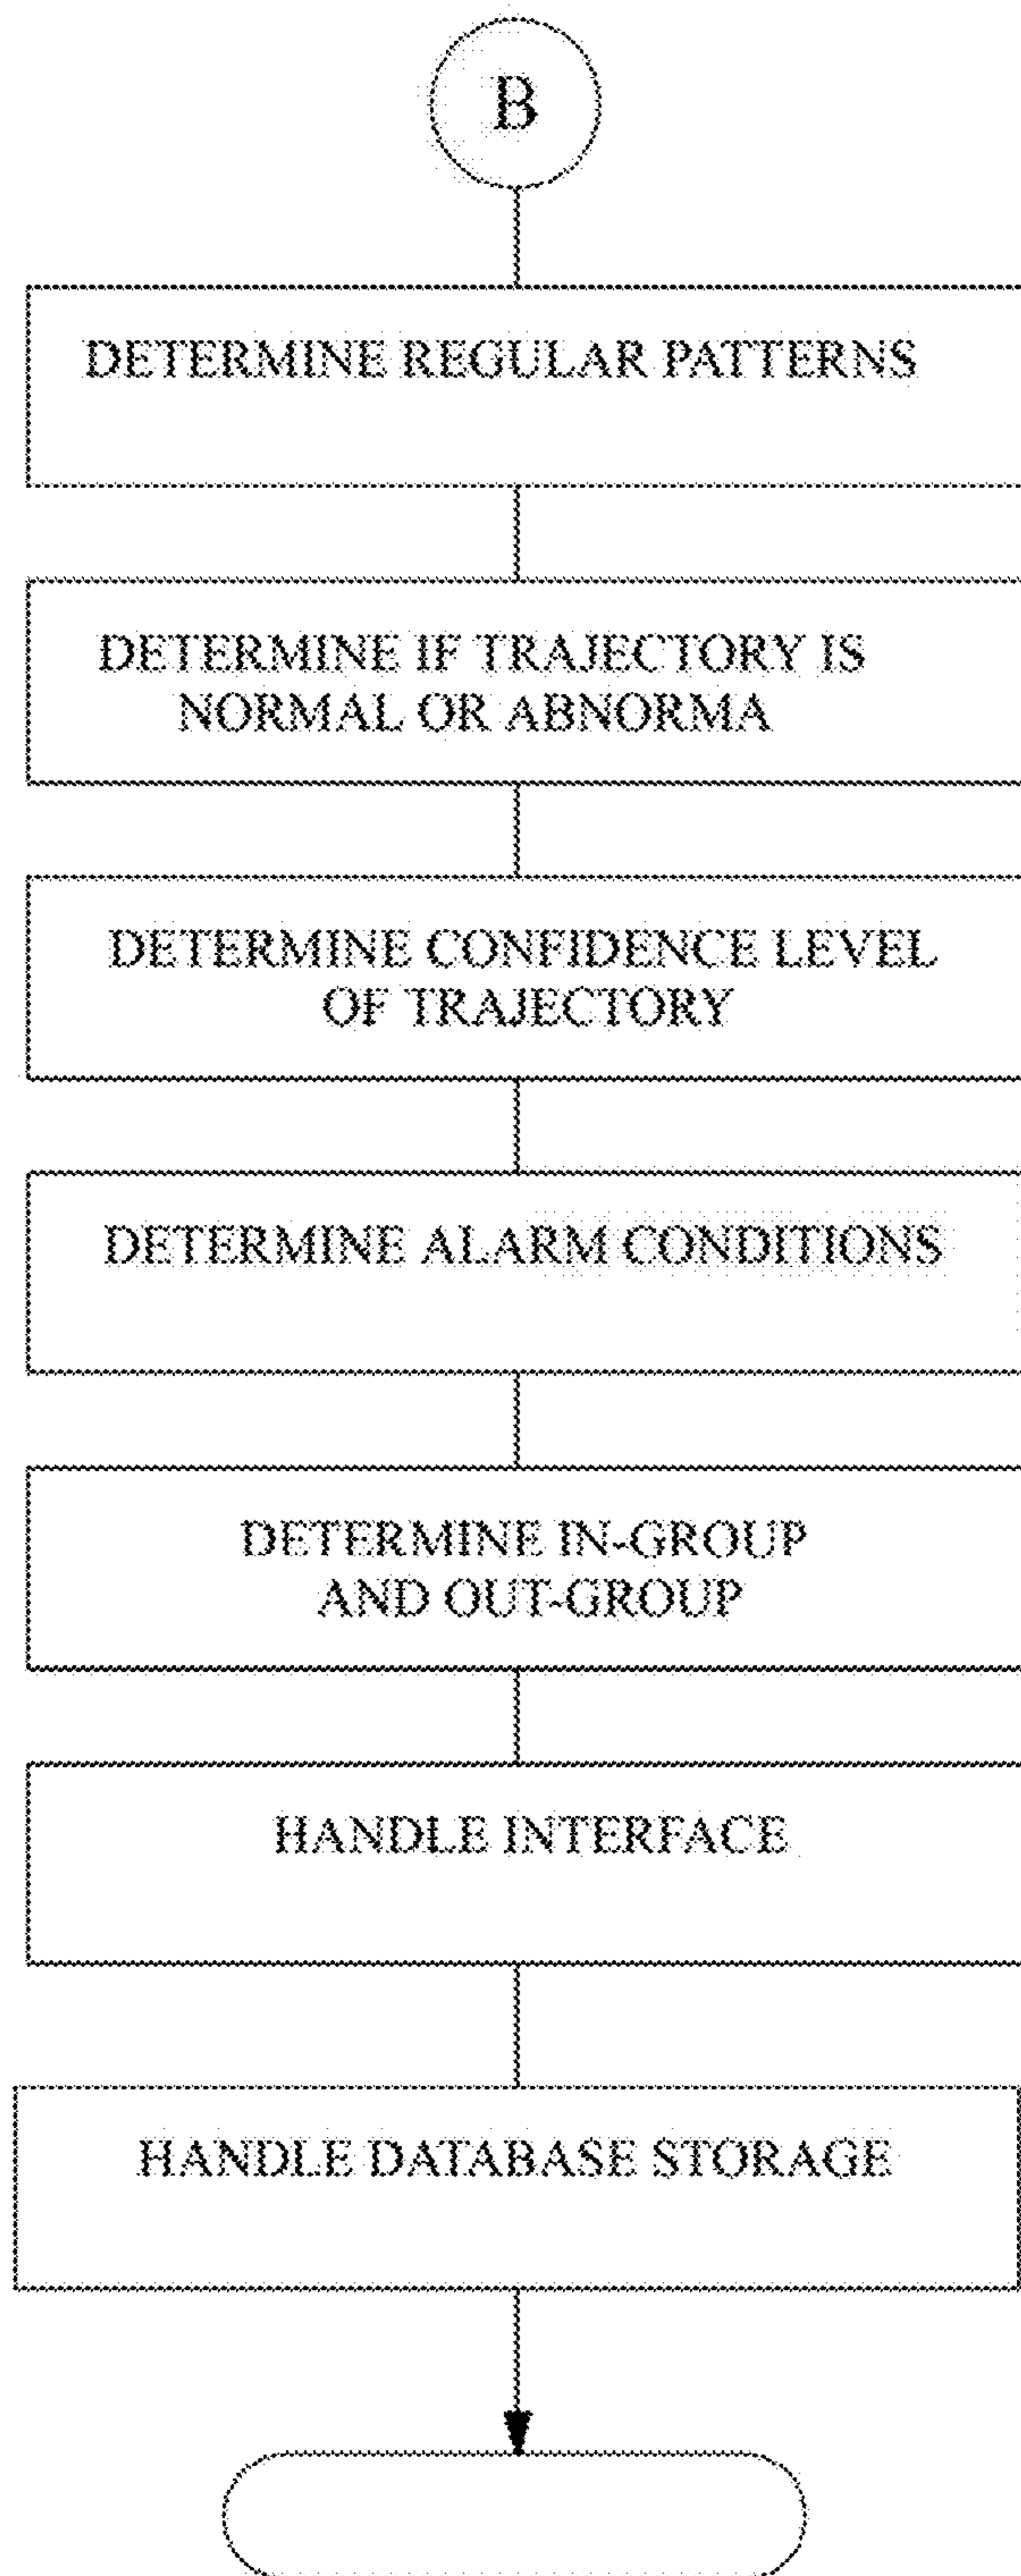 B
DETERMINE REGULAR PATTERNS
DETERMINE IF TRAJECTORY IS
NORMAL OR ABNORMA
DETERMINE CONFIDENCE LEVEL
OF TRAJECTORY
DETERMINE ALARM CONDITIONS
DETERMINE IN-GROUP
AND OUT-GROUP
HANDLE INTERFACE
HANDLE DATABASE STORAGE